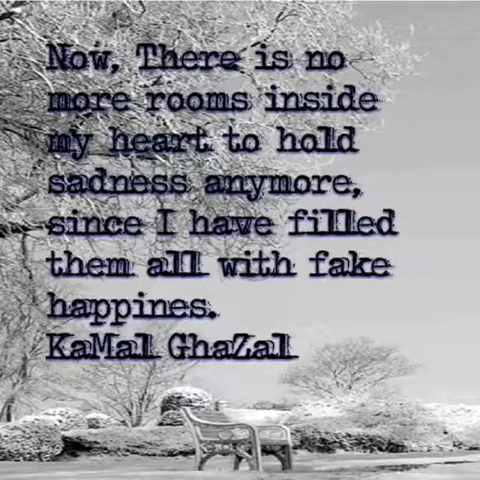 Now, There is no
more rooms inside
my heart to hold
sadness anymore,
since I have filled
them all with fake
happines.
KaMal GhaZal